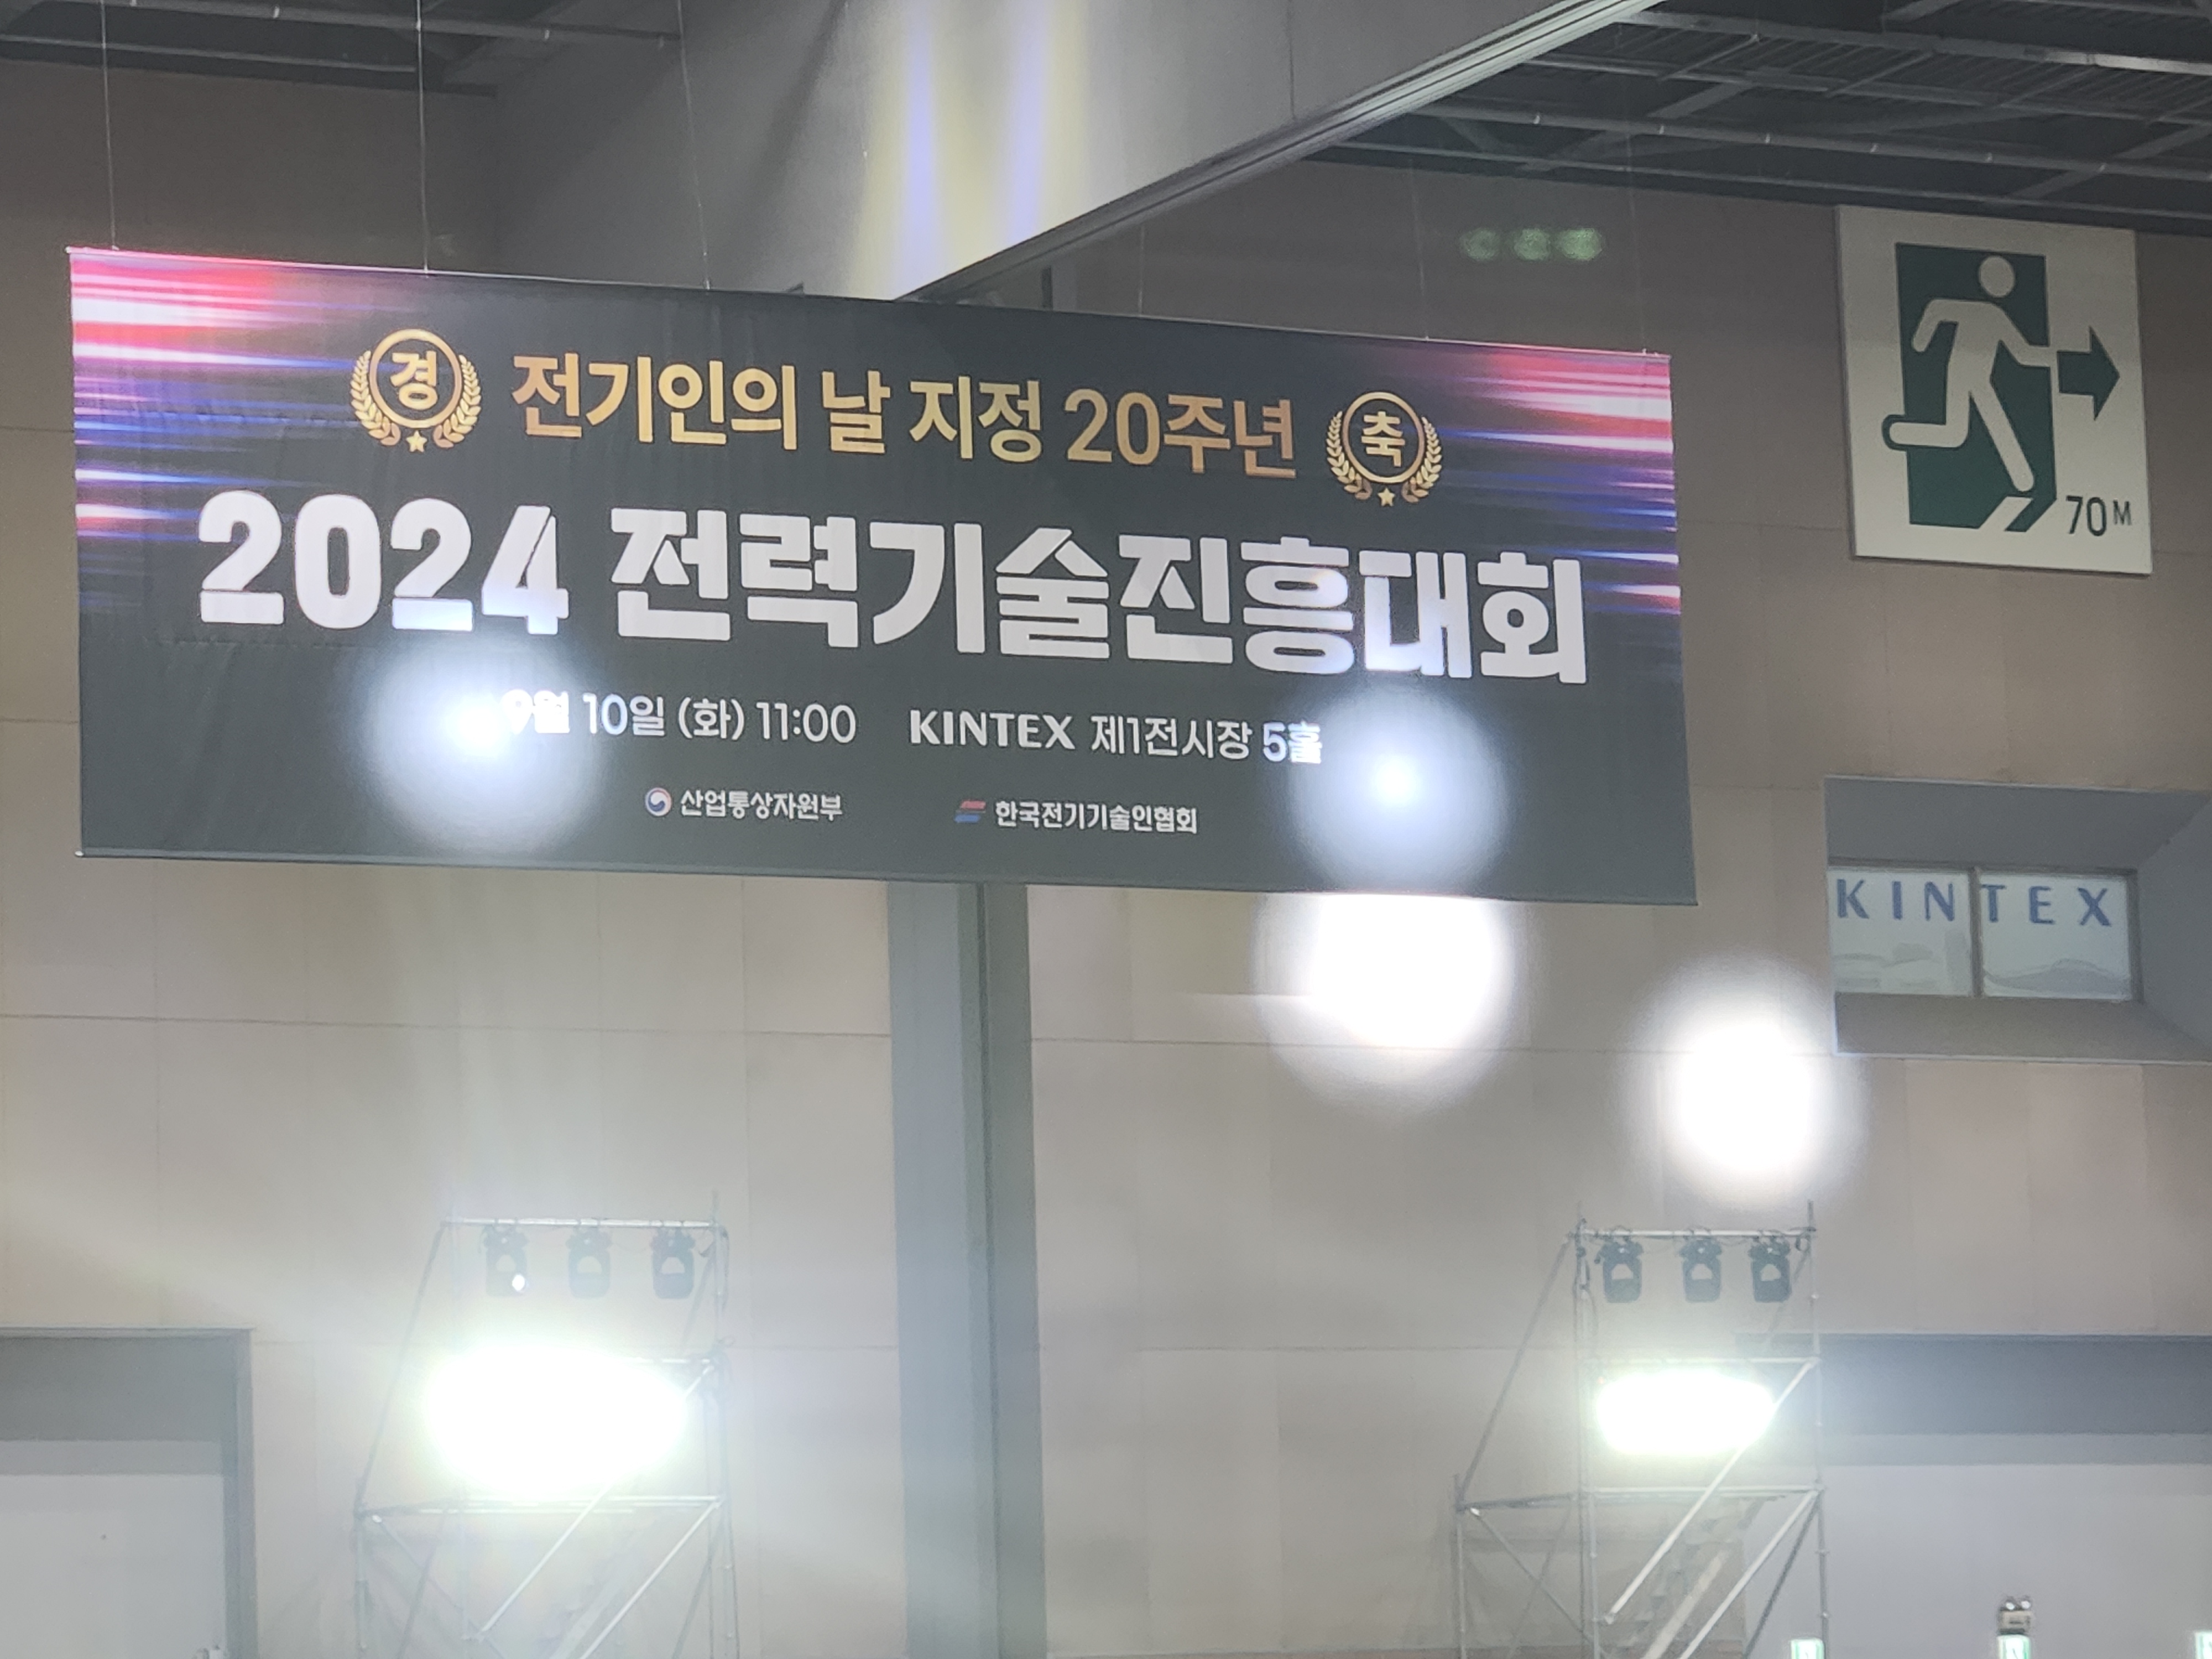 경 전기인의 날 지정 20주년 축
2024 전력기술진흥대회
9월 10일 (화) 11:00 KINTEX 제1전시장 5홀
산업통상자원부 한국전기기술인협회
70M
KINTEX